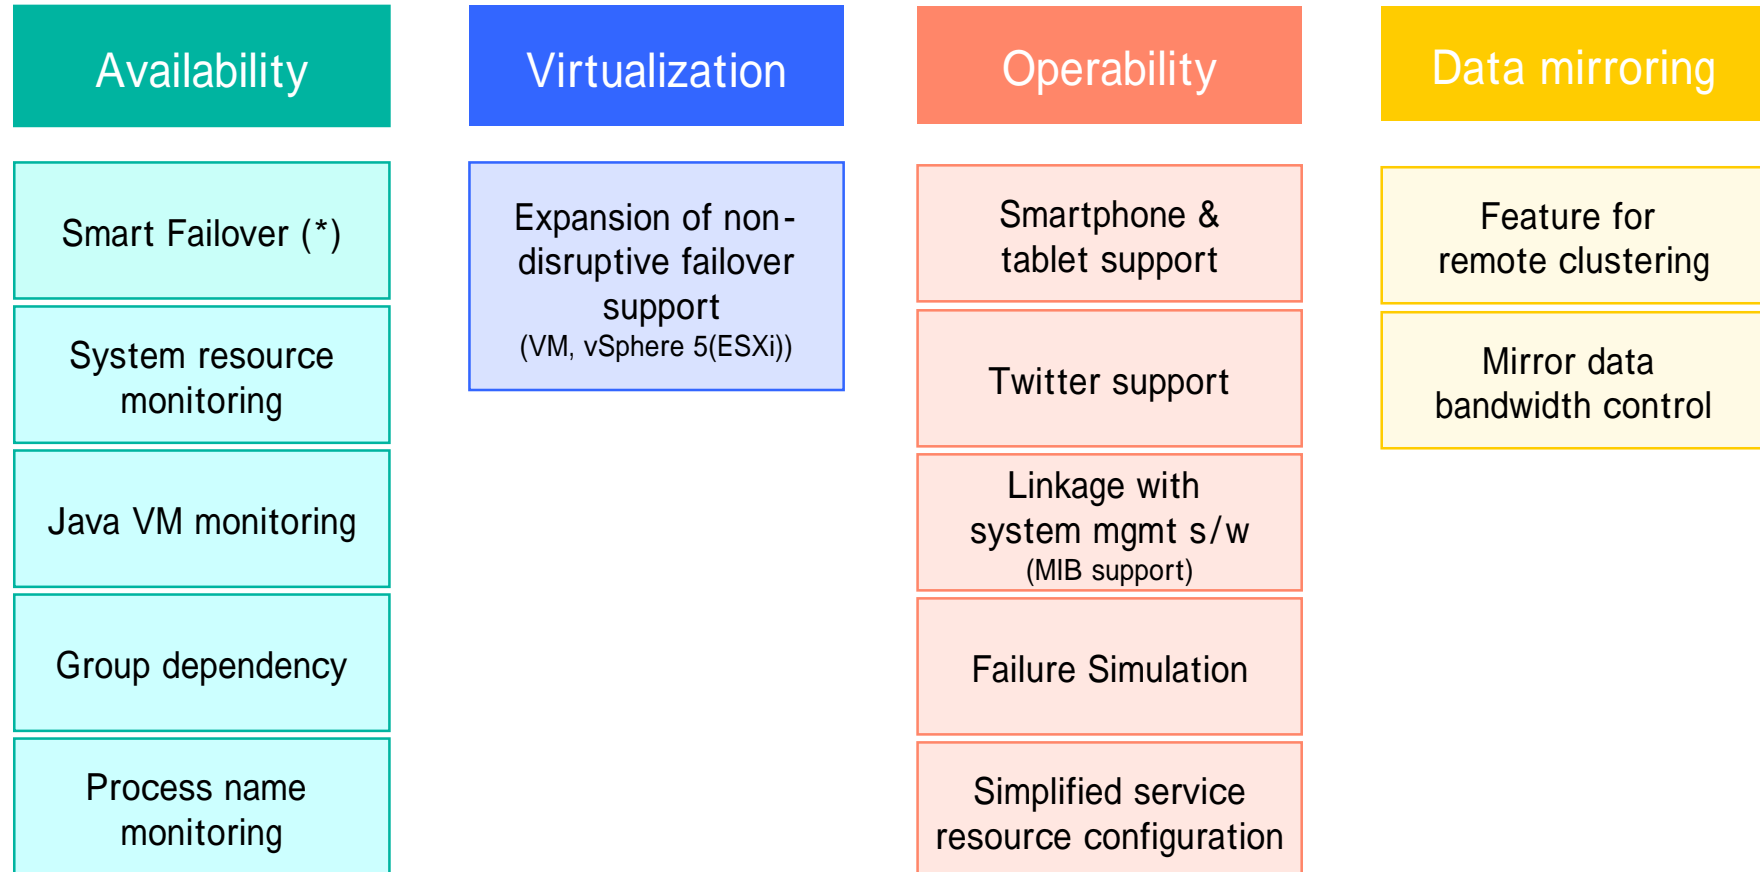 Availability
Smart Failover (*)
System resource
monitoring
Java VM monitoring
Group dependency
Process name
monitoring
Virtualization
Expansion of non-
disruptive failover
support
(VM, vSphere 5(ESXi))
Operability
Smartphone &
tablet support
Twitter support
Linkage with
system mgmt s/w
(MIB support)
Failure Simulation
Simplified service
resource configuration
Data mirroring
Feature for
remote clustering
Mirror data
bandwidth control